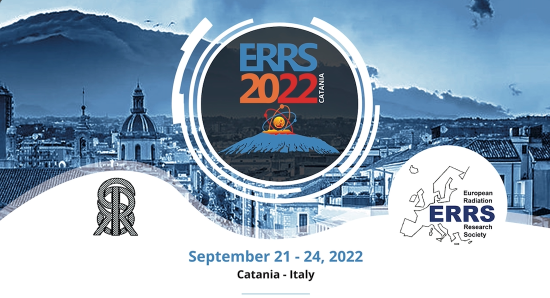 ERRS
2022
CATANIA
European
Radiation
ERRS
Research
Society
September 21 - 24, 2022
Catania - Italy